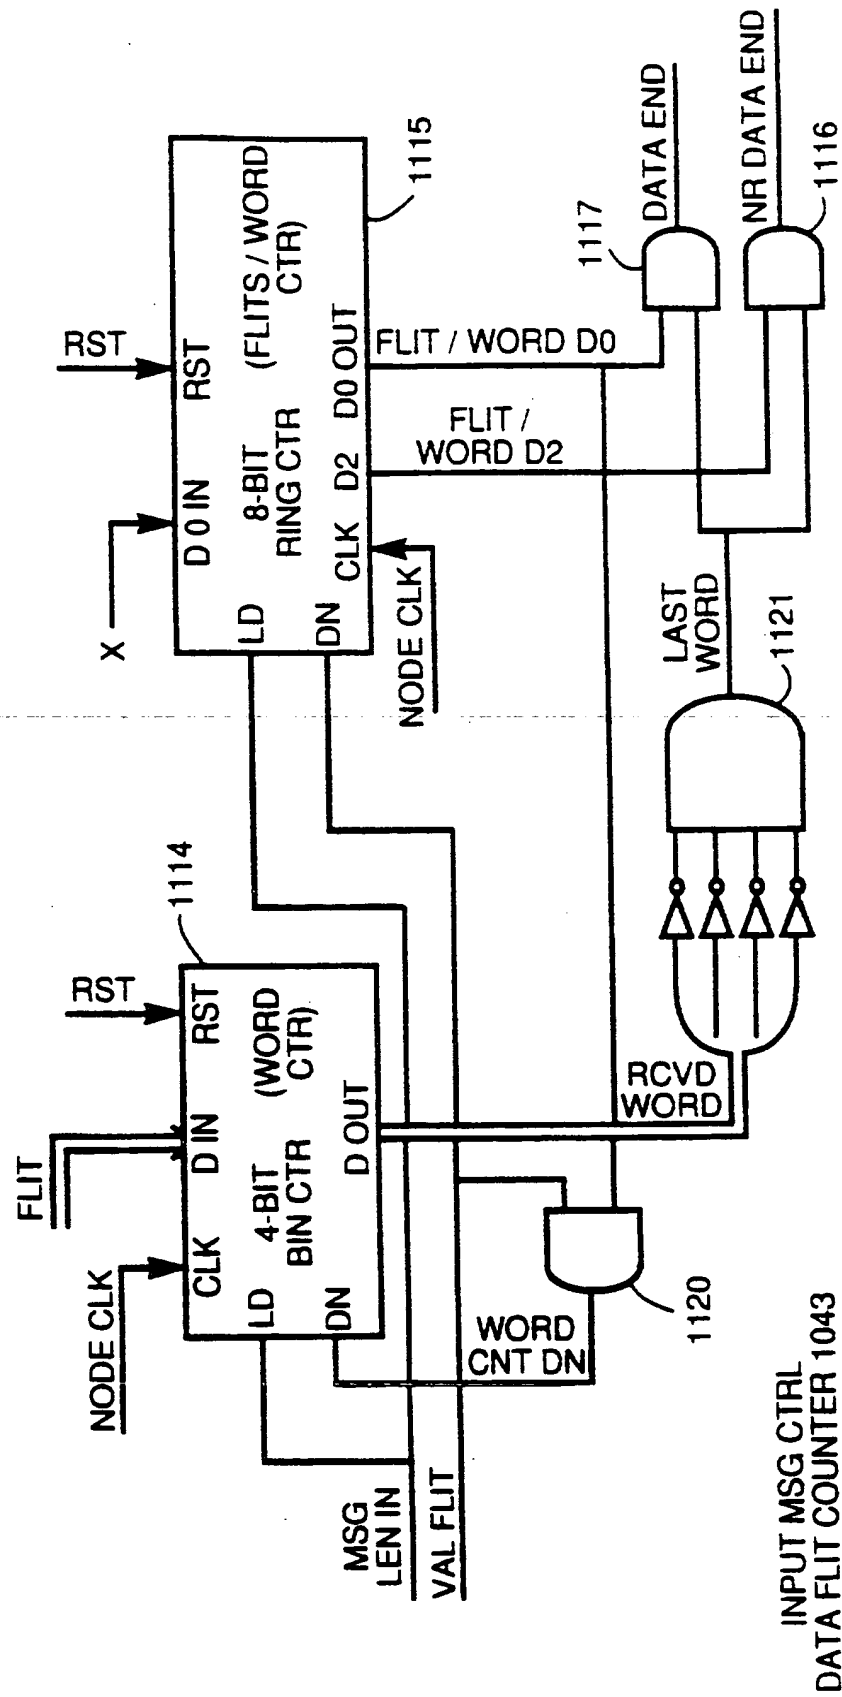 NODE CLK
FLIT
RST
CLK
D IN
RST
4-BIT
BIN CTR
(WORD
CTR)
LD
DN
D OUT
1114
X
RST
D 0 IN
RST
8-BIT
RING CTR
(FLITS / WORD
CTR)
LD
DN
CLK
D2
D0 OUT
1115
NODE CLK
FLIT /
WORD D2
FLIT / WORD D0
MSG
LEN IN
VAL FLIT
WORD
CNT DN
1120
RCVD
WORD
LAST
WORD
1121
1117
DATA END
NR DATA END
1116
INPUT MSG CTRL
DATA FLIT COUNTER 1043